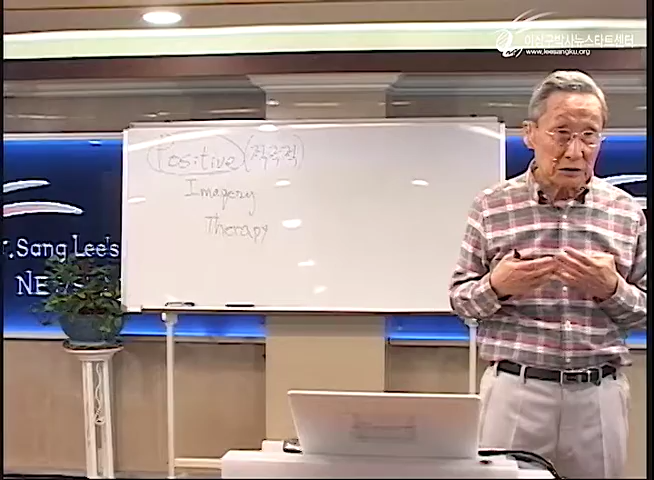 이상구박사뉴스타트센터
www.leesangku.org
Positive (적극적)
Imagery
Therapy
r.Sang Lee's
NEWS